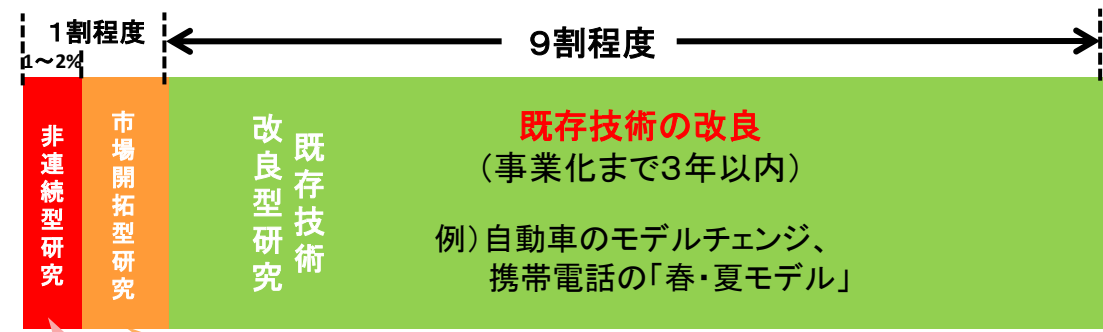 1割程度
9割程度
1～2%
非連続型研究
市場開拓型研究
既存技術
改良型研究
既存技術の改良
（事業化まで３年以内）
例）自動車のモデルチェンジ、
携帯電話の「春・夏モデル」